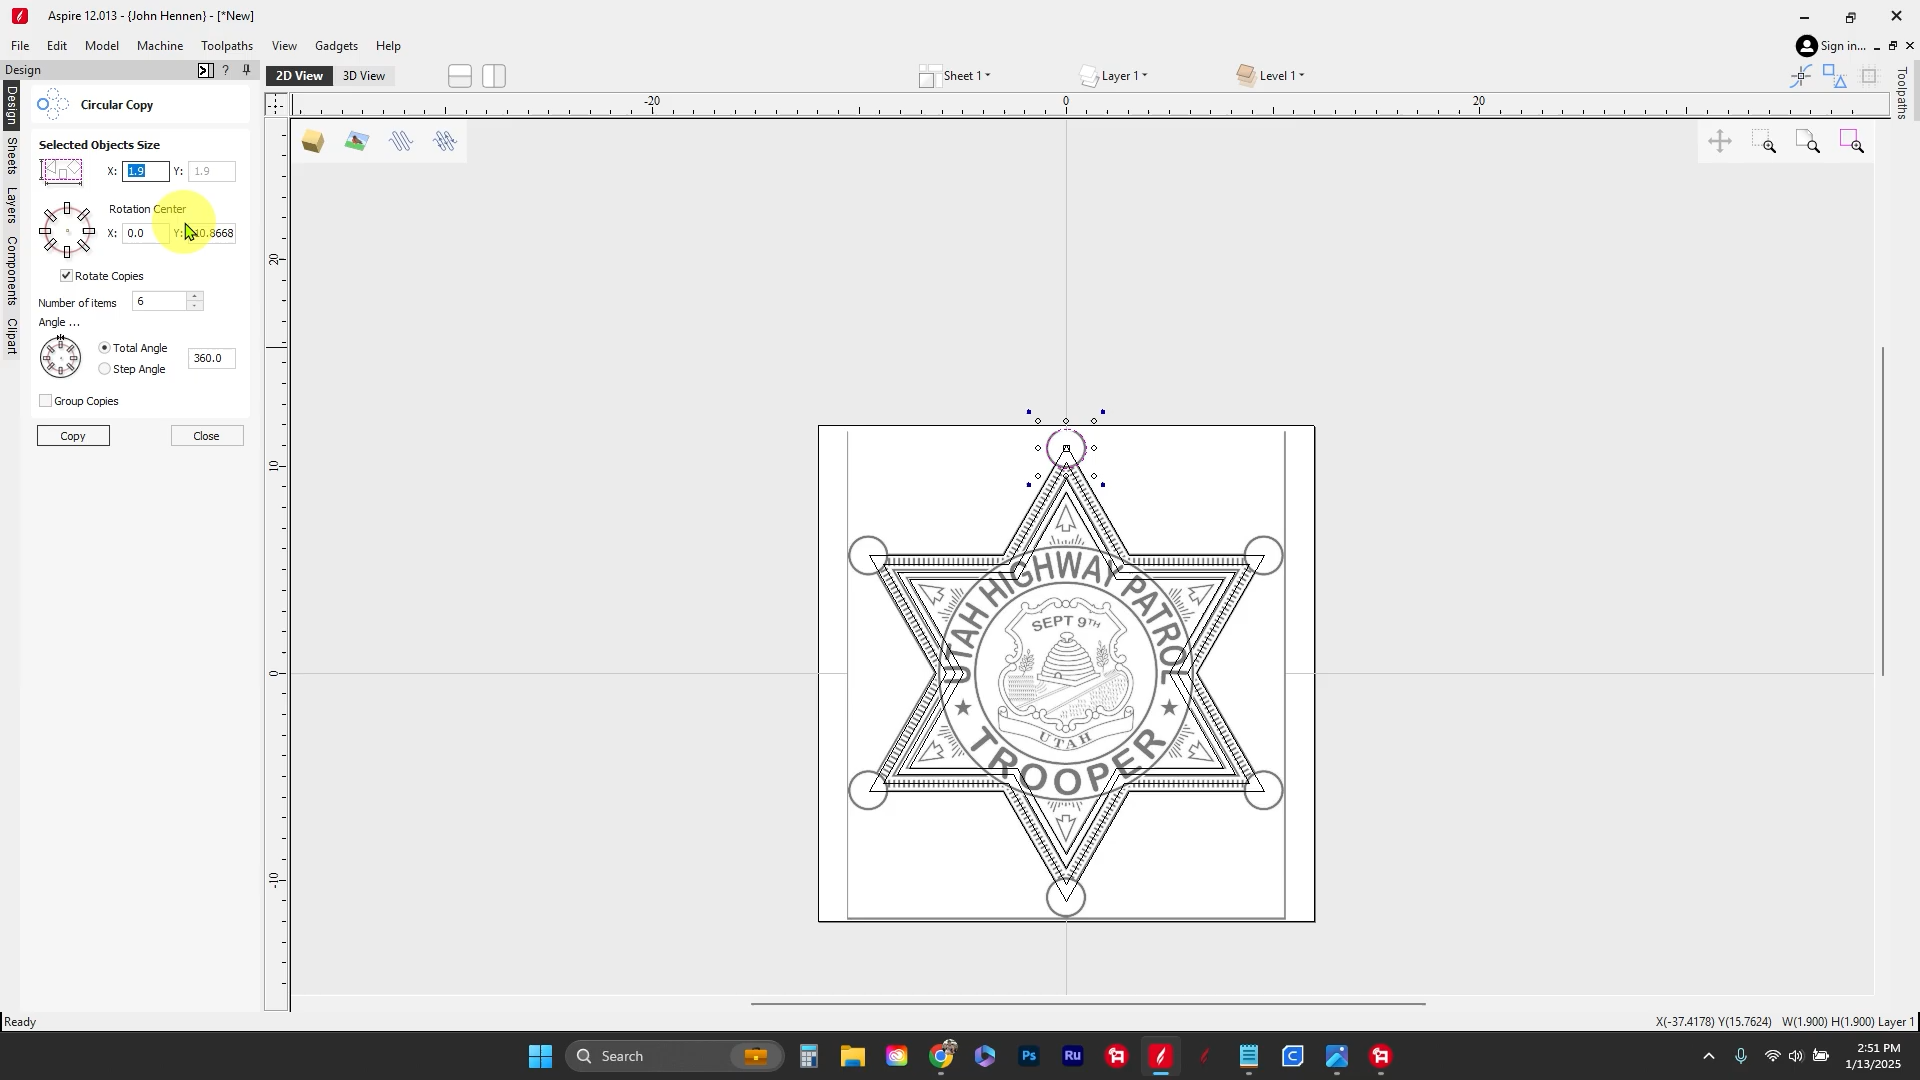 Aspire 12.013 - {John Hennen} - [*New]
File Edit Model Machine Toolpaths View Gadgets Help
Sign in...
Design
?
2D View 3D View
Sheet 1
Layer 1
Level 1
Toolpaths
Design
Sheets
Layers
Components
Clipart
Circular Copy
Selected Objects Size
X: 1.9 Y: 1.9
Rotation Center
X: 0.0 Y: 10.8668
Rotate Copies
Number of items 6
Angle ...
Total Angle 360.0
Step Angle
Group Copies
Copy Close
-20 0 20
20
10
0
-10
UTAH HIGHWAY PATROL
SEPT 9TH
UTAH
TROOPER
Ready
X(-37.4178) Y(15.7624) W(1.900) H(1.900) Layer 1
Search
Ps
Ru
2:51 PM
1/13/2025